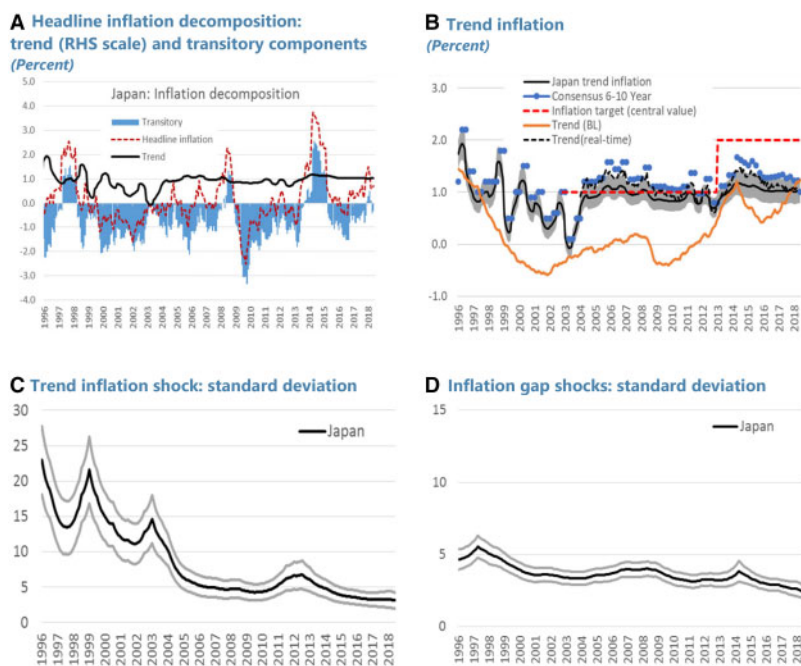 A Headline inflation decomposition:
trend (RHS scale) and transitory components
(Percent)
Japan: Inflation decomposition
Transitory
Headline inflation
Trend
5.0
4.0
3.0
2.0
1.0
0.0
-1.0
-2.0
-3.0
-4.0
1996 1997 1998 1999 2000 2001 2002 2003 2004 2005 2006 2007 2008 2009 2010 2011 2012 2013 2014 2015 2016 2017 2018
B Trend inflation
(Percent)
Japan trend inflation
Consensus 6-10 Year
Inflation target (central value)
Trend (BL)
Trend(real-time)
3.0
2.0
1.0
0.0
-1.0
1996 1997 1998 1999 2000 2001 2002 2003 2004 2005 2006 2007 2008 2009 2010 2011 2012 2013 2014 2015 2016 2017 2018
C Trend inflation shock: standard deviation
Japan
30
25
20
15
10
5
0
1996 1997 1998 1999 2000 2001 2002 2003 2004 2005 2006 2007 2008 2009 2010 2011 2012 2013 2014 2015 2016 2017 2018
D Inflation gap shocks: standard deviation
Japan
15
10
5
0
1996 1997 1998 1999 2000 2001 2002 2003 2004 2005 2006 2007 2008 2009 2010 2011 2012 2013 2014 2015 2016 2017 2018